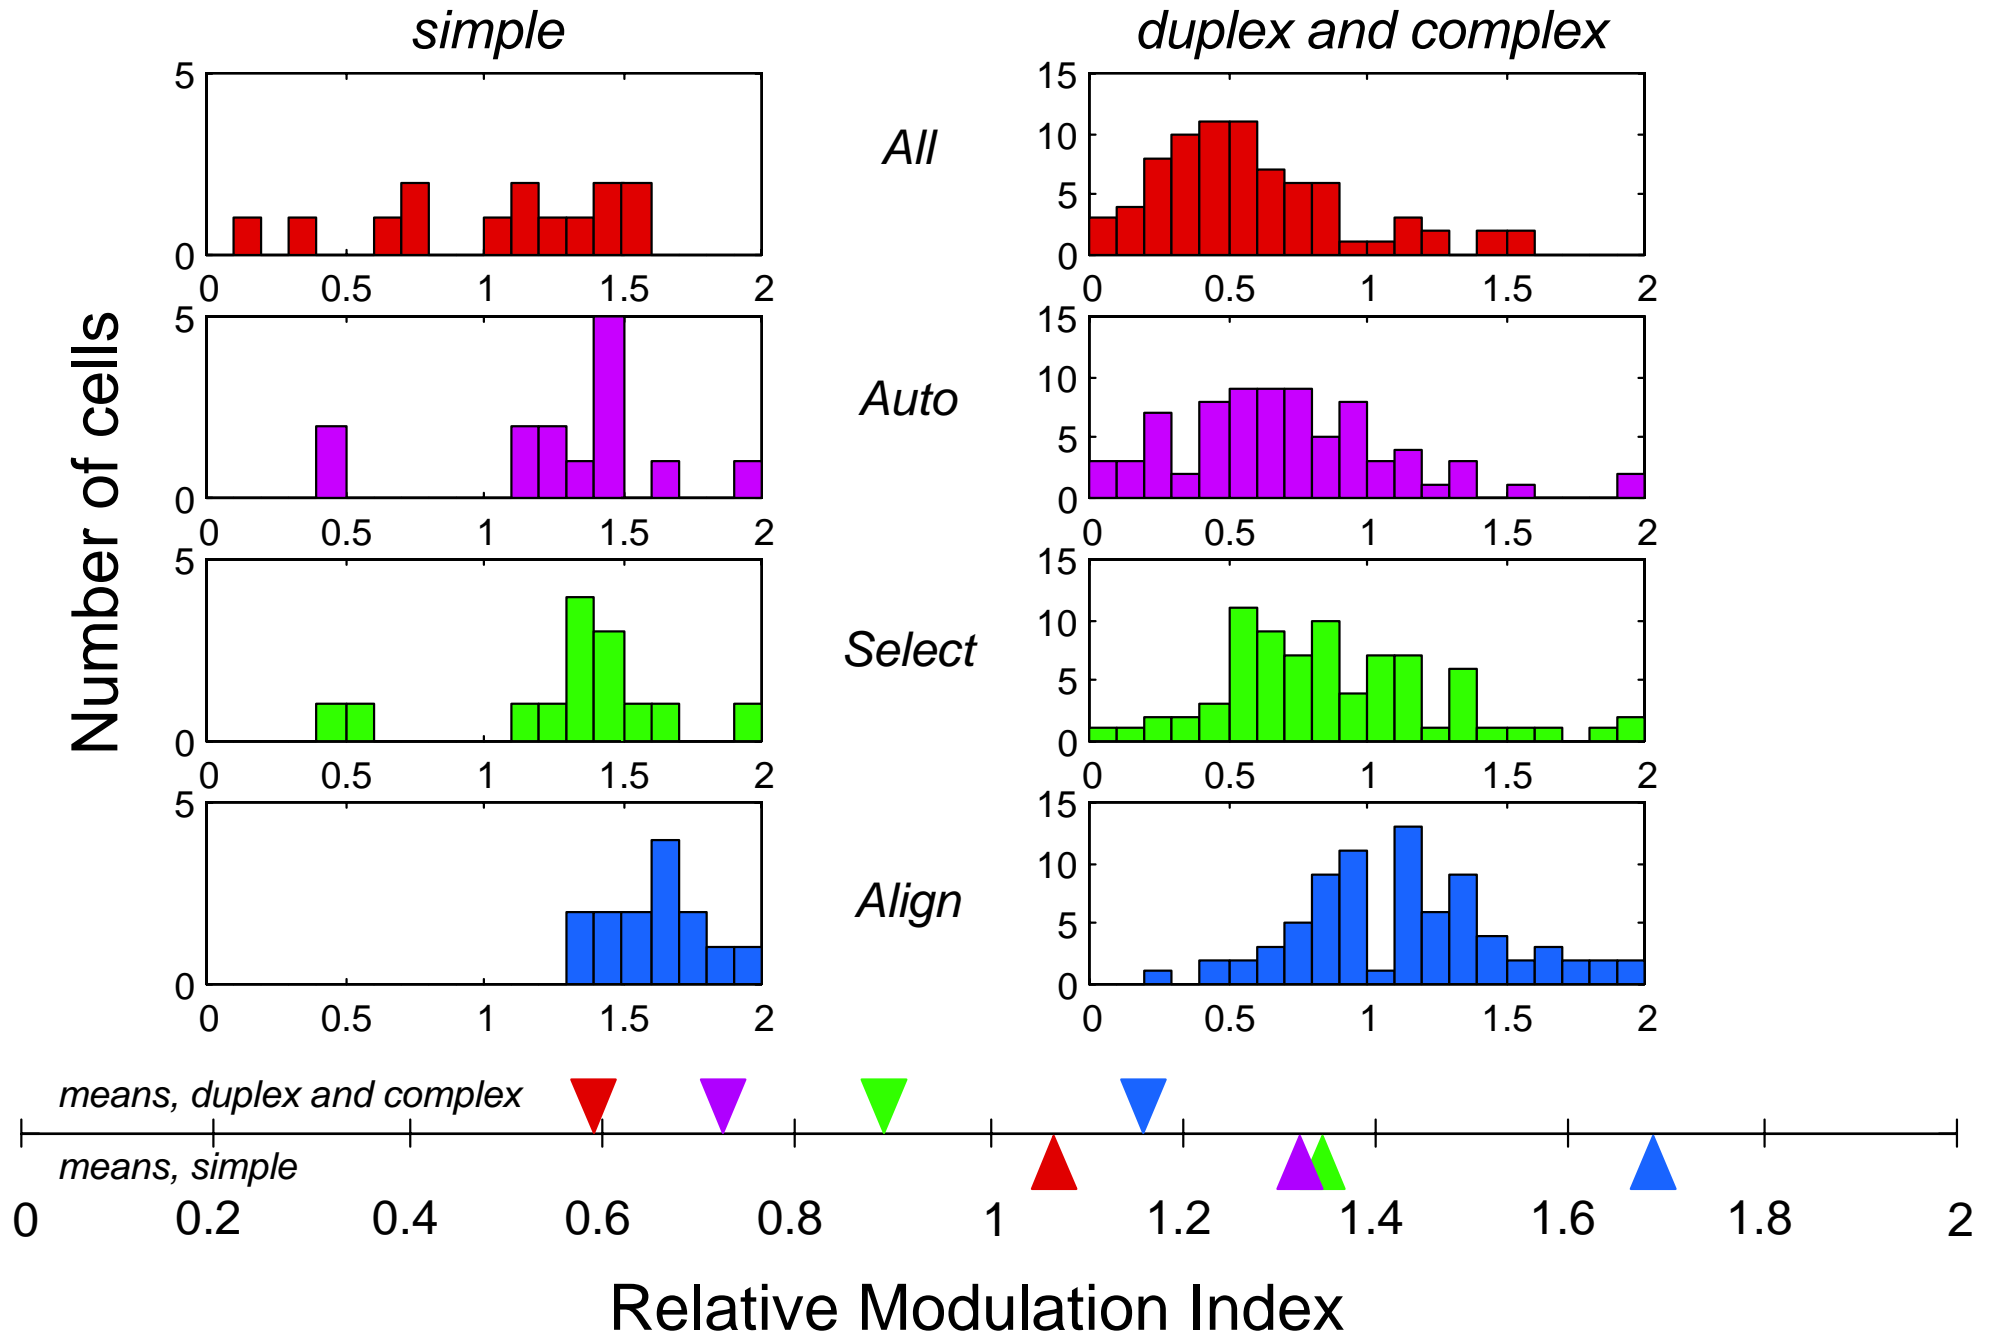 simple
duplex and complex
5
0
0 0.5 1 1.5 2
All
15
10
5
0
0 0.5 1 1.5 2
Number of cells
5
0
0 0.5 1 1.5 2
Auto
15
10
5
0
0 0.5 1 1.5 2
5
0
0 0.5 1 1.5 2
Select
15
10
5
0
0 0.5 1 1.5 2
5
0
0 0.5 1 1.5 2
Align
15
10
5
0
0 0.5 1 1.5 2
means, duplex and complex
means, simple
0 0.2 0.4 0.6 0.8 1 1.2 1.4 1.6 1.8 2
Relative Modulation Index